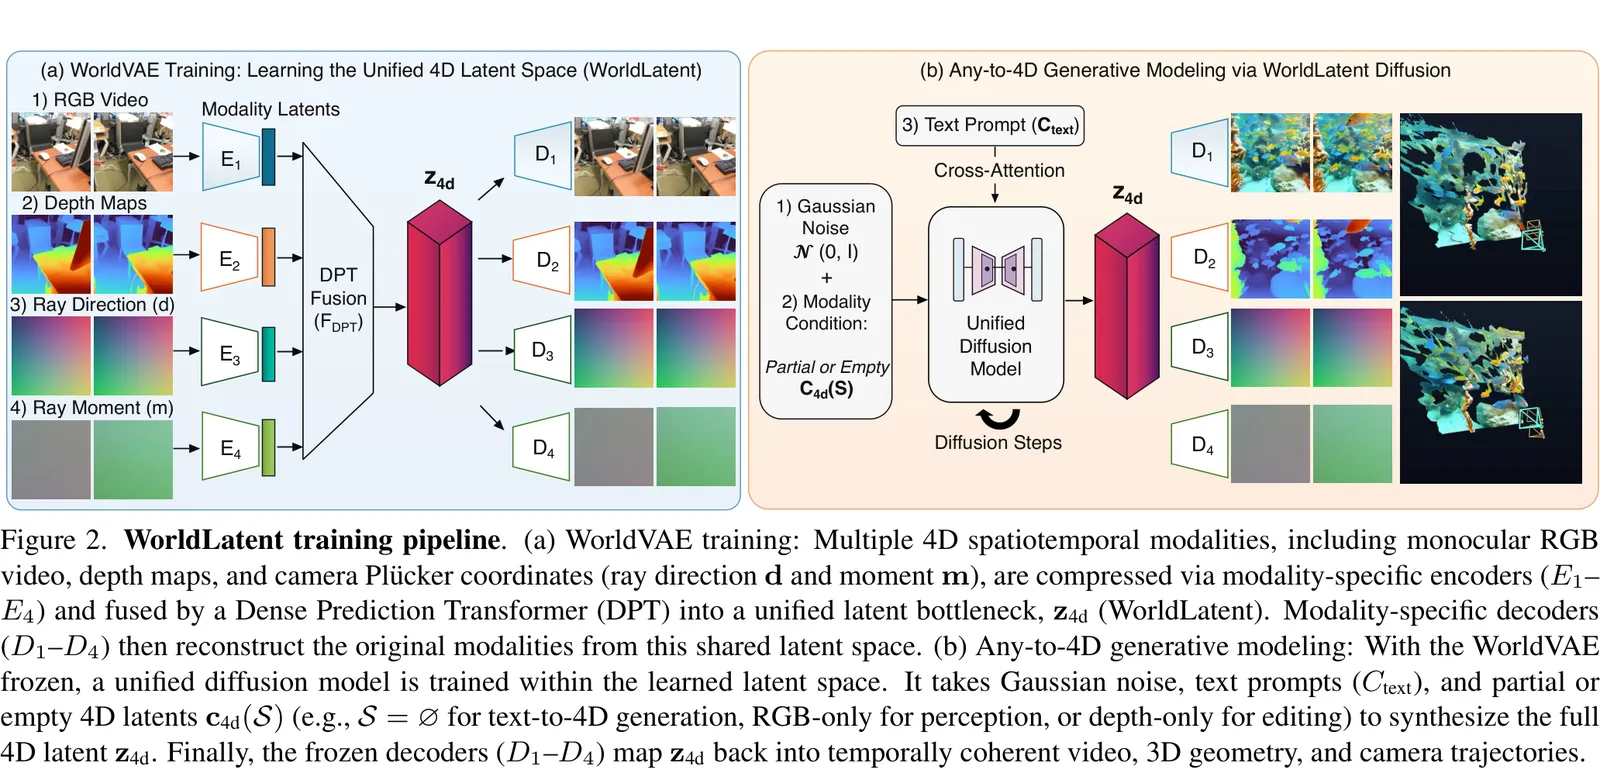 (a) WorldVAE Training: Learning the Unified 4D Latent Space (WorldLatent)
1) RGB Video
Modality Latents
E1
D1
2) Depth Maps
E2
D2
3) Ray Direction (d)
E3
D3
4) Ray Moment (m)
E4
D4
DPT
Fusion
(FDPT)
z4d
(b) Any-to-4D Generative Modeling via WorldLatent Diffusion
3) Text Prompt (Ctext)
Cross-Attention
1) Gaussian
Noise
𝒩 (0, I)
+
2) Modality
Condition:
Partial or Empty
C4d(S)
Unified
Diffusion
Model
Diffusion Steps
z4d
D1
D2
D3
D4
Figure 2. WorldLatent training pipeline. (a) WorldVAE training: Multiple 4D spatiotemporal modalities, including monocular RGB
video, depth maps, and camera Plücker coordinates (ray direction d and moment m), are compressed via modality-specific encoders (E1–
E4) and fused by a Dense Prediction Transformer (DPT) into a unified latent bottleneck, z4d (WorldLatent). Modality-specific decoders
(D1–D4) then reconstruct the original modalities from this shared latent space. (b) Any-to-4D generative modeling: With the WorldVAE
frozen, a unified diffusion model is trained within the learned latent space. It takes Gaussian noise, text prompts (Ctext), and partial or
empty 4D latents c4d(𝒮) (e.g., 𝒮 = ∅ for text-to-4D generation, RGB-only for perception, or depth-only for editing) to synthesize the full
4D latent z4d. Finally, the frozen decoders (D1–D4) map z4d back into temporally coherent video, 3D geometry, and camera trajectories.